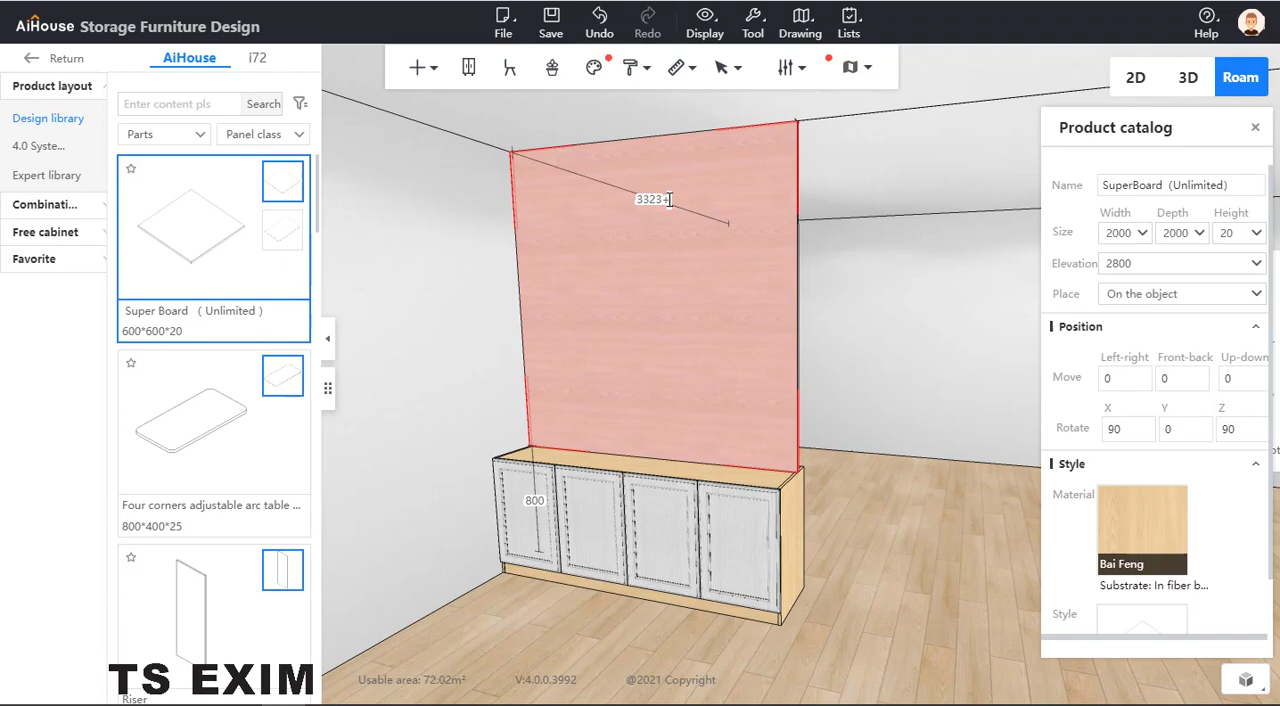 AiHouse Storage Furniture Design
File
Save
Undo
Redo
Display
Tool
Drawing
Lists
Help
Return
AiHouse
i72
2D
3D
Roam
Product layout
Design library
4.0 Syste...
Expert library
Combinati...
Free cabinet
Favorite
Enter content pls
Search
Parts
Panel class
Super Board （ Unlimited ）
600*600*20
Four corners adjustable arc table ...
800*400*25
Riser
TS EXIM
3323+
800
Usable area: 72.02m²
V:4.0.0.3992
@2021 Copyright
Product catalog
Name
SuperBoard (Unlimited)
Width
Depth
Height
Size
2000
2000
20
Elevation
2800
Place
On the object
Position
Left-right
Front-back
Up-down
Move
0
0
0
X
Y
Z
Rotate
90
0
90
Style
Material
Bai Feng
Substrate: In fiber b...
Style